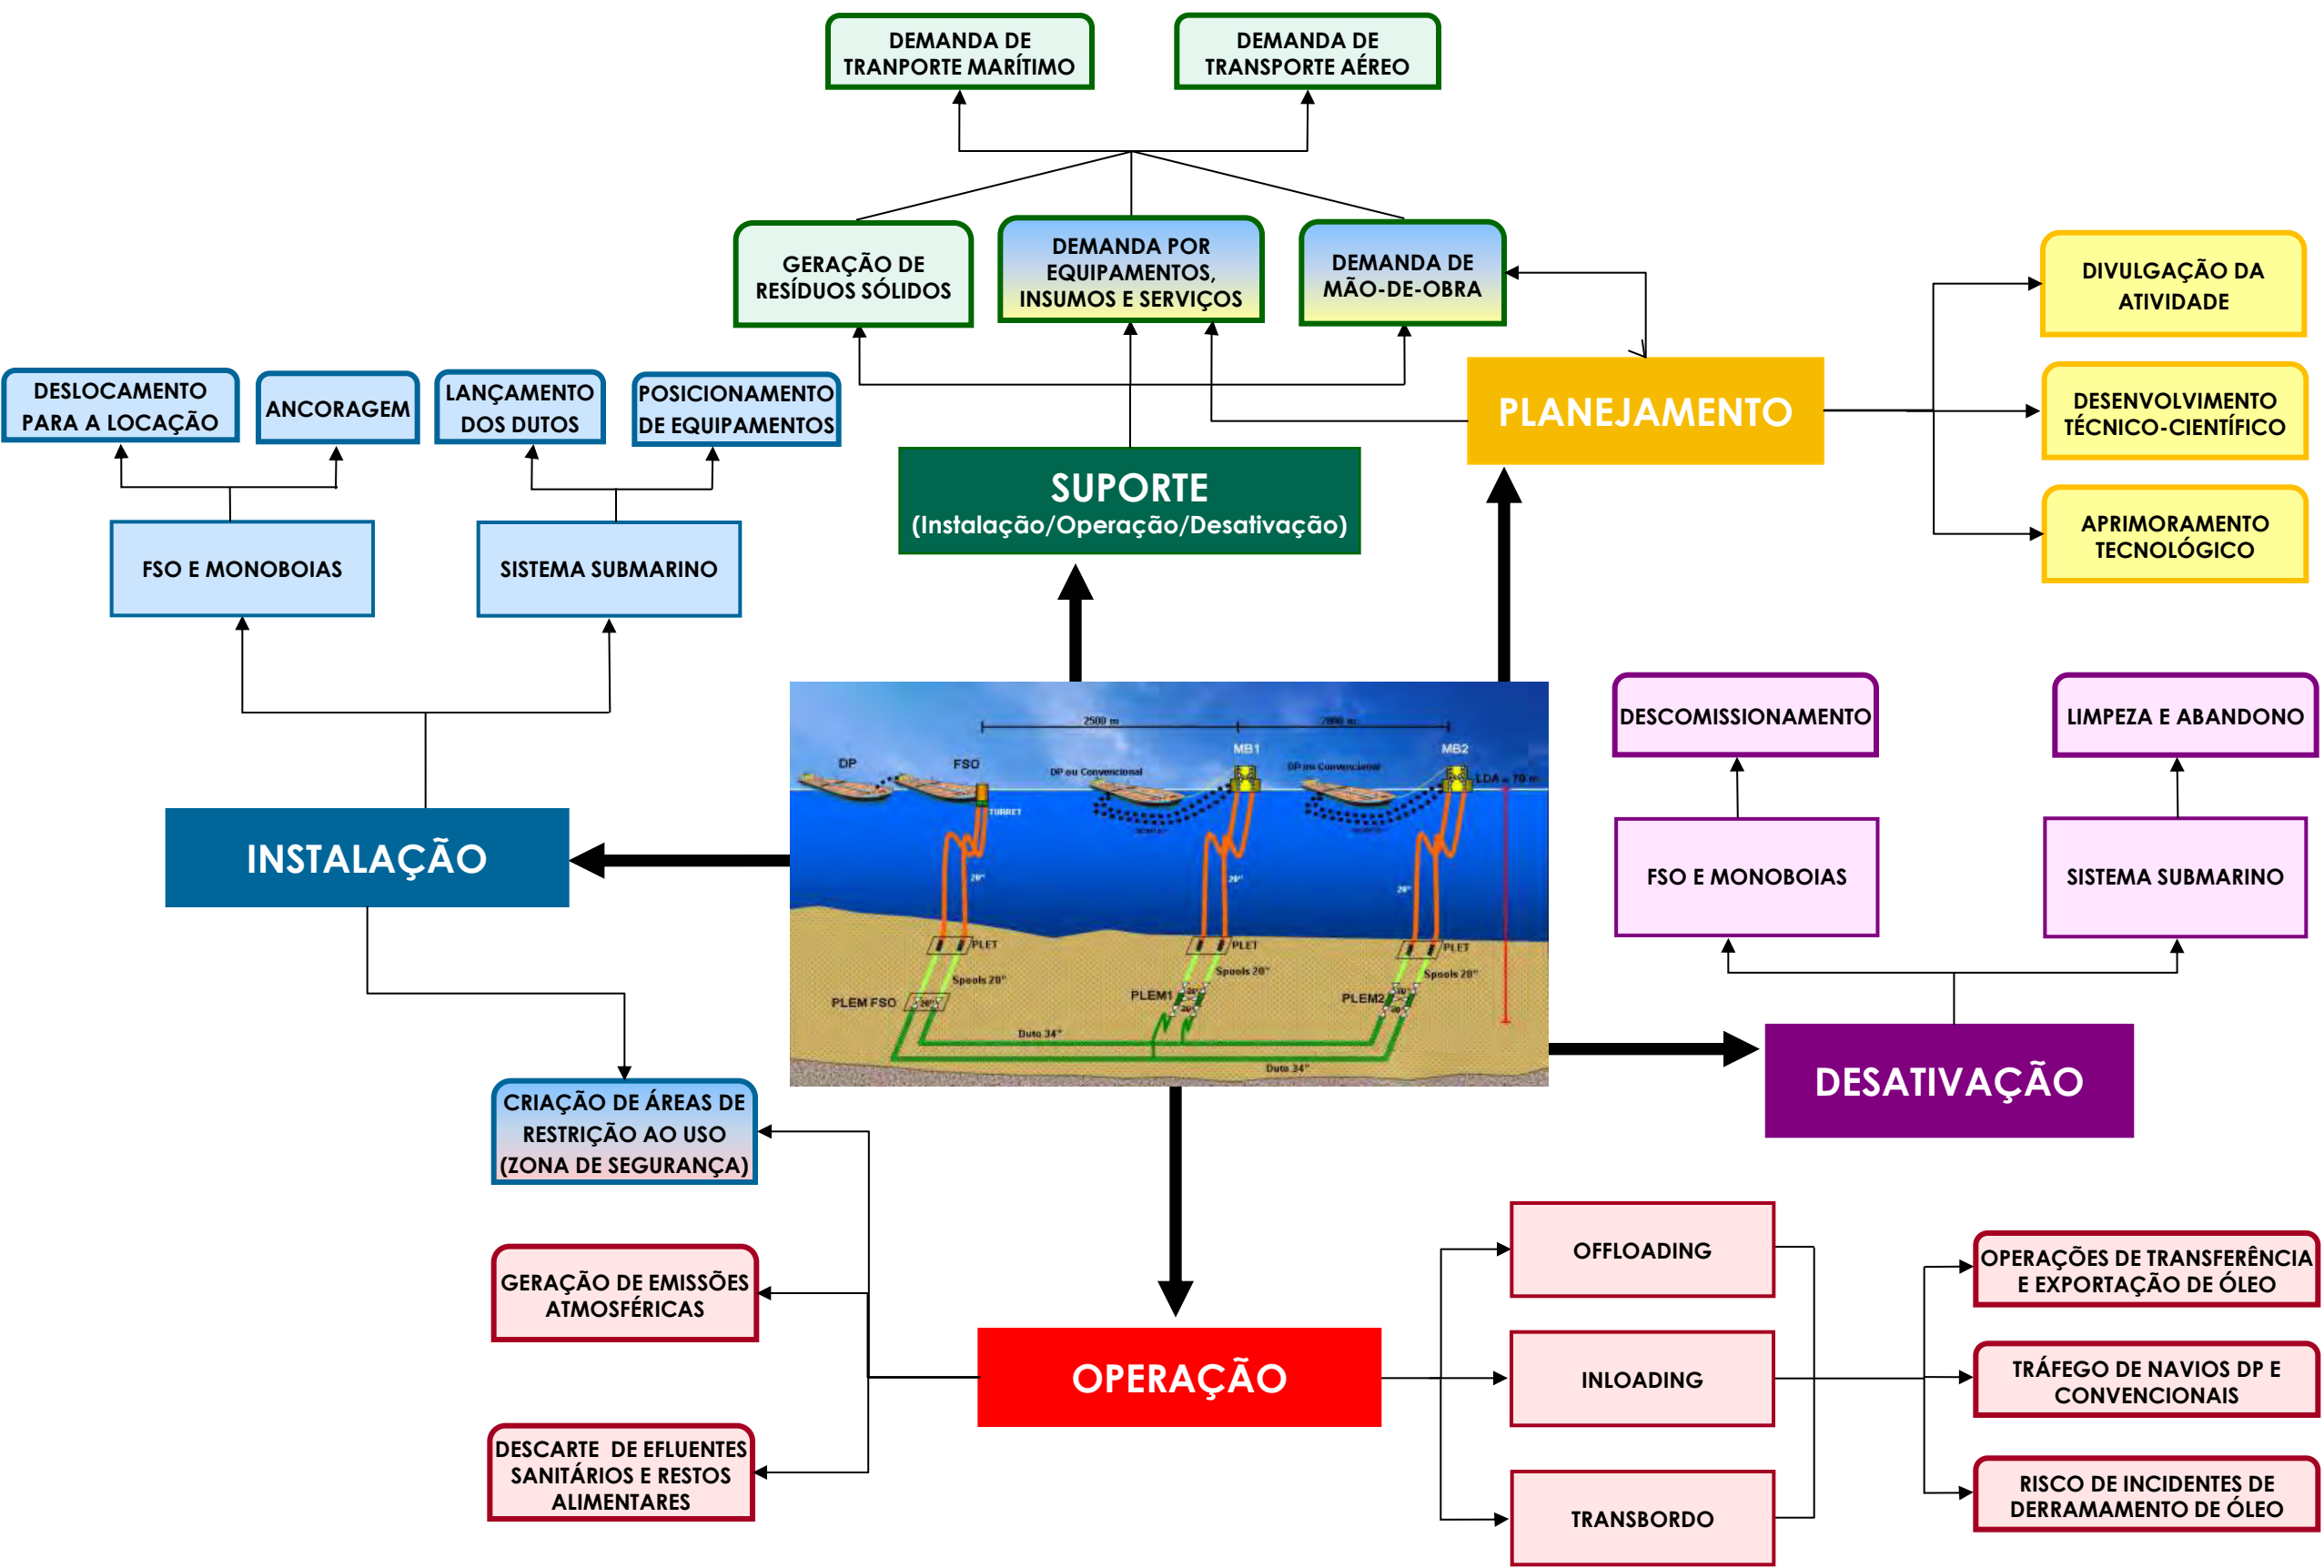 DEMANDA DE
TRANPORTE MARÍTIMO
DEMANDA DE
TRANSPORTE AÉREO
GERAÇÃO DE
RESÍDUOS SÓLIDOS
DEMANDA POR
EQUIPAMENTOS,
INSUMOS E SERVIÇOS
DEMANDA DE
MÃO-DE-OBRA
DIVULGAÇÃO DA
ATIVIDADE
DESENVOLVIMENTO
TÉCNICO-CIENTÍFICO
APRIMORAMENTO
TECNOLÓGICO
PLANEJAMENTO
DESLOCAMENTO
PARA A LOCAÇÃO
ANCORAGEM
LANÇAMENTO
DOS DUTOS
POSICIONAMENTO
DE EQUIPAMENTOS
SUPORTE
(Instalação/Operação/Desativação)
FSO E MONOBOIAS
SISTEMA SUBMARINO
INSTALAÇÃO
2500 m
MB1
MB2
DP
FSO
DP ou Convencional
DP ou Convencional
LDA = 70 m
TURRET
20"
20"
20"
PLET
PLET
PLET
Spools 20"
Spools 20"
Spools 20"
PLEM FSO
PLEM1
PLEM2
Duto 34"
Duto 34"
DESCOMISSIONAMENTO
LIMPEZA E ABANDONO
FSO E MONOBOIAS
SISTEMA SUBMARINO
DESATIVAÇÃO
CRIAÇÃO DE ÁREAS DE
RESTRIÇÃO AO USO
(ZONA DE SEGURANÇA)
GERAÇÃO DE EMISSÕES
ATMOSFÉRICAS
DESCARTE DE EFLUENTES
SANITÁRIOS E RESTOS
ALIMENTARES
OPERAÇÃO
OFFLOADING
INLOADING
TRANSBORDO
OPERAÇÕES DE TRANSFERÊNCIA
E EXPORTAÇÃO DE ÓLEO
TRÁFEGO DE NAVIOS DP E
CONVENCIONAIS
RISCO DE INCIDENTES DE
DERRAMAMENTO DE ÓLEO